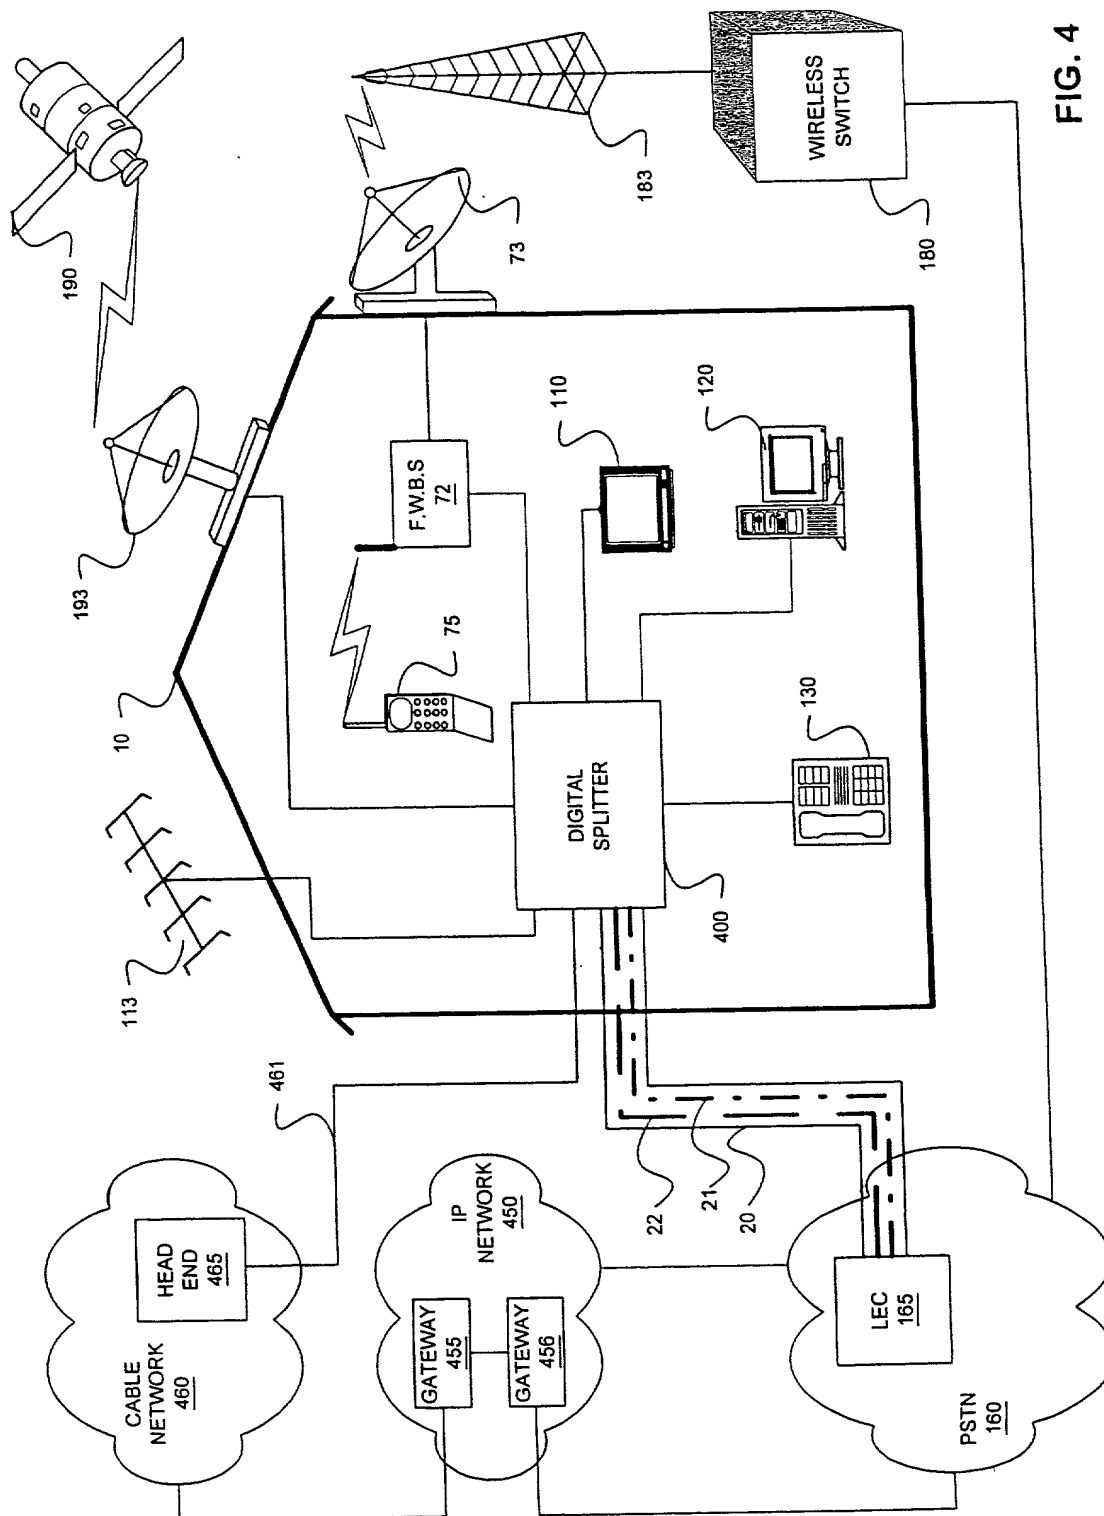 190
193
10
113
461
CABLE
NETWORK
460
HEAD
END
465
IP
NETWORK
450
GATEWAY
455
GATEWAY
456
22
21
20
PSTN
160
LEC
165
DIGITAL
SPLITTER
400
F.W.B.S
72
75
73
110
120
130
183
WIRELESS
SWITCH
180
FIG. 4